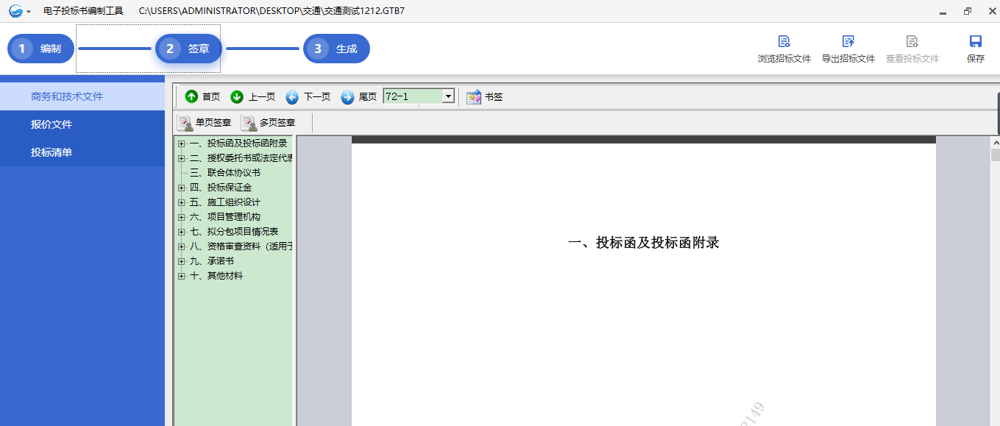 电子投标书编制工具 C:\USERS\ADMINISTRATOR\DESKTOP\交通\交通测试1212.GTB7
1 编制 2 签章 3 生成
浏览招标文件 导出招标文件 查看投标文件 保存
商务和技术文件
报价文件
投标清单
首页 上一页 下一页 尾页 72-1 书签
单页签章 多页签章
一、投标函及投标函附录
二、授权委托书或法定代表
三、联合体协议书
四、投标保证金
五、施工组织设计
六、项目管理机构
七、拟分包项目情况表
八、资格审查资料（适用于
九、承诺书
十、其他材料
一、投标函及投标函附录
2149